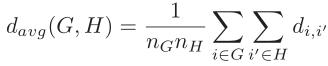 $d_{avg}(G, H) = \frac{1}{n_G n_H} \sum_{i \in G} \sum_{i' \in H} d_{i,i'}$